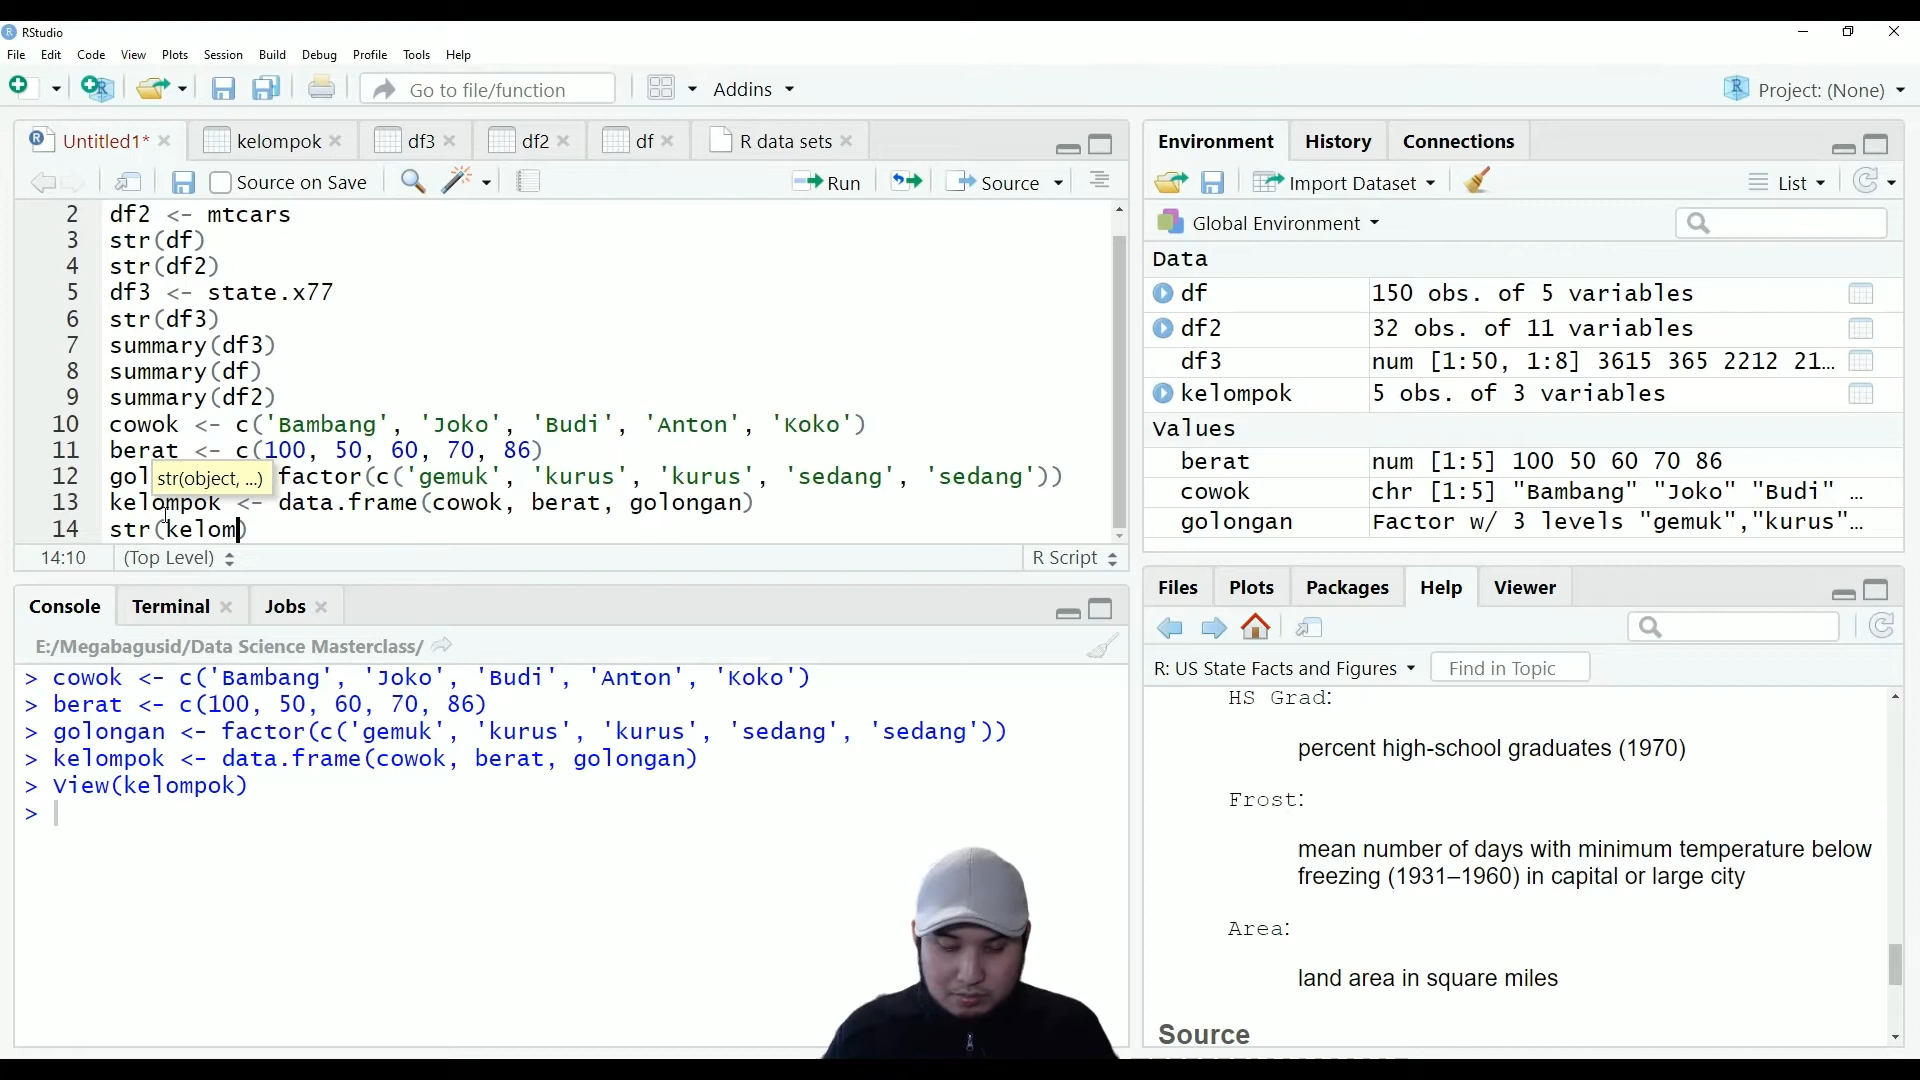 RStudio
File Edit Code View Plots Session Build Debug Profile Tools Help
Go to file/function Addins Project: (None)
Untitled1* kelompok df3 df2 df R data sets
Source on Save Run Source
2 df2 <- mtcars
3 str(df)
4 str(df2)
5 df3 <- state.x77
6 str(df3)
7 summary(df3)
8 summary(df)
9 summary(df2)
10 cowok <- c('Bambang', 'Joko', 'Budi', 'Anton', 'Koko')
11 berat <- c(100, 50, 60, 70, 86)
12 gol factor(c('gemuk', 'kurus', 'kurus', 'sedang', 'sedang'))
str(object, ...)
13 kelompok <- data.frame(cowok, berat, golongan)
14 str(kelom)
14:10 (Top Level) R Script
Console Terminal Jobs
E:/Megabagusid/Data Science Masterclass/
> cowok <- c('Bambang', 'Joko', 'Budi', 'Anton', 'Koko')
> berat <- c(100, 50, 60, 70, 86)
> golongan <- factor(c('gemuk', 'kurus', 'kurus', 'sedang', 'sedang'))
> kelompok <- data.frame(cowok, berat, golongan)
> View(kelompok)
>
Environment History Connections
Import Dataset List
Global Environment
Data
df 150 obs. of 5 variables
df2 32 obs. of 11 variables
df3 num [1:50, 1:8] 3615 365 2212 21...
kelompok 5 obs. of 3 variables
Values
berat num [1:5] 100 50 60 70 86
cowok chr [1:5] "Bambang" "Joko" "Budi" ...
golongan Factor w/ 3 levels "gemuk","kurus"...
Files Plots Packages Help Viewer
R: US State Facts and Figures Find in Topic
HS Grad:
percent high-school graduates (1970)
Frost:
mean number of days with minimum temperature below
freezing (1931–1960) in capital or large city
Area:
land area in square miles
Source